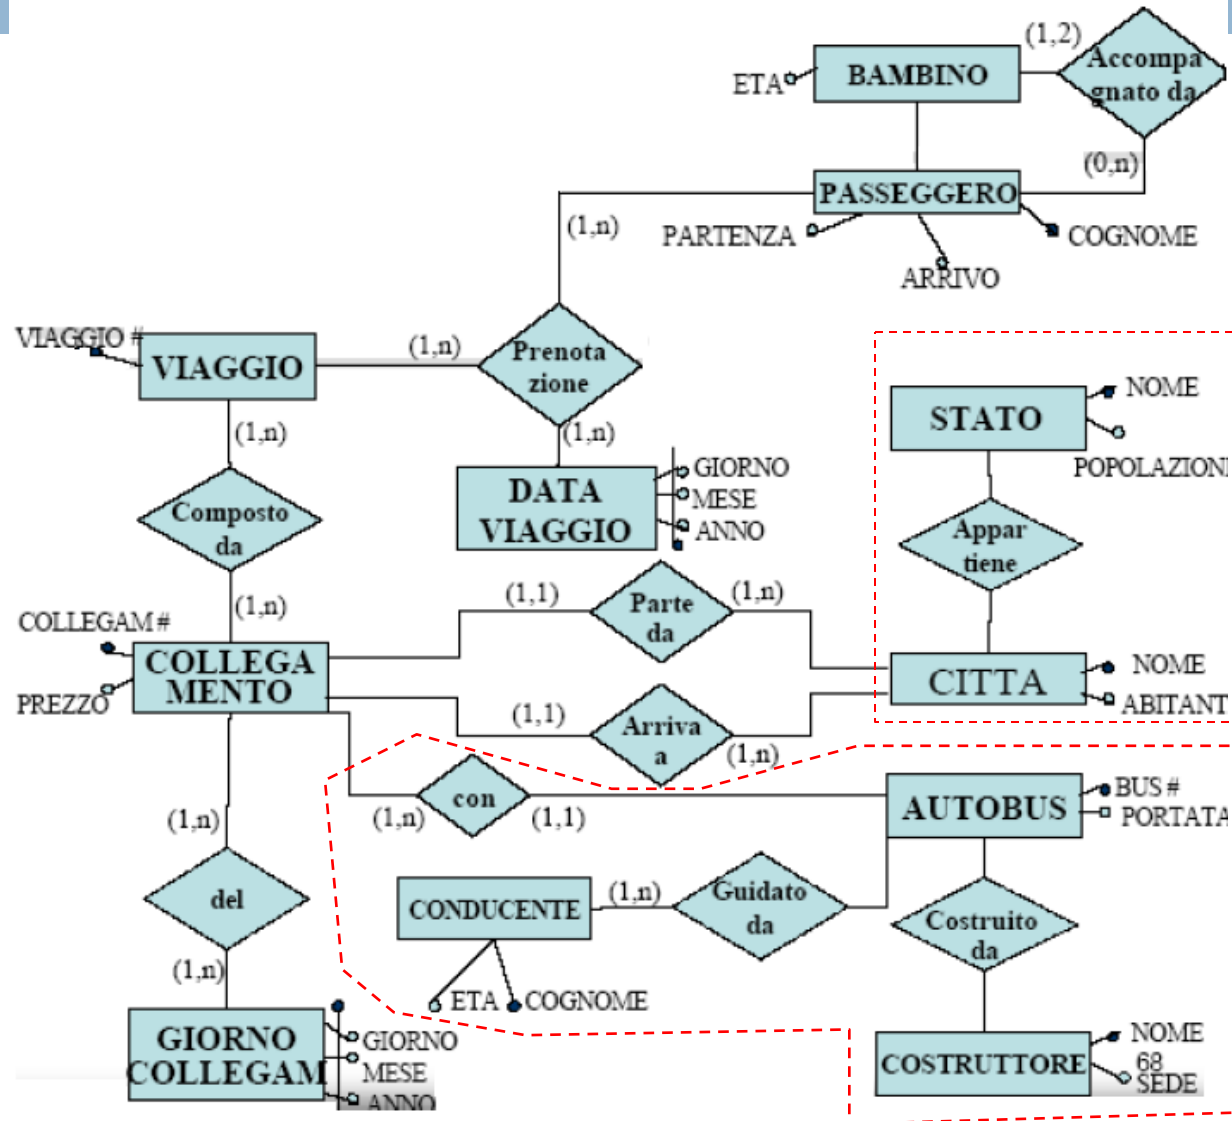 (1,2)
Accompa
gnato da
BAMBINO
ETA
(0,n)
PASSEGGERO
(1,n)
PARTENZA
COGNOME
ARRIVO
VIAGGIO #
VIAGGIO
(1,n)
Prenota
zione
NOME
STATO
(1,n)
(1,n)
POPOLAZIONI
GIORNO
DATA
VIAGGIO
MESE
ANNO
Composto
da
Appar
tiene
(1,1)
Parte
da
(1,n)
(1,n)
COLLEGAM #
COLLEGA
MENTO
PREZZO
CITTA
NOME
ABITANT
(1,1)
Arriva
a
(1,n)
con
(1,n)
(1,1)
AUTOBUS
BUS #
PORTATA
(1,n)
del
CONDUCENTE
(1,n)
Guidato
da
Costruito
da
(1,n)
ETA
COGNOME
GIORNO
COLLEGAM
GIORNO
MESE
ANNO
COSTRUTTORE
NOME
68
SEDE